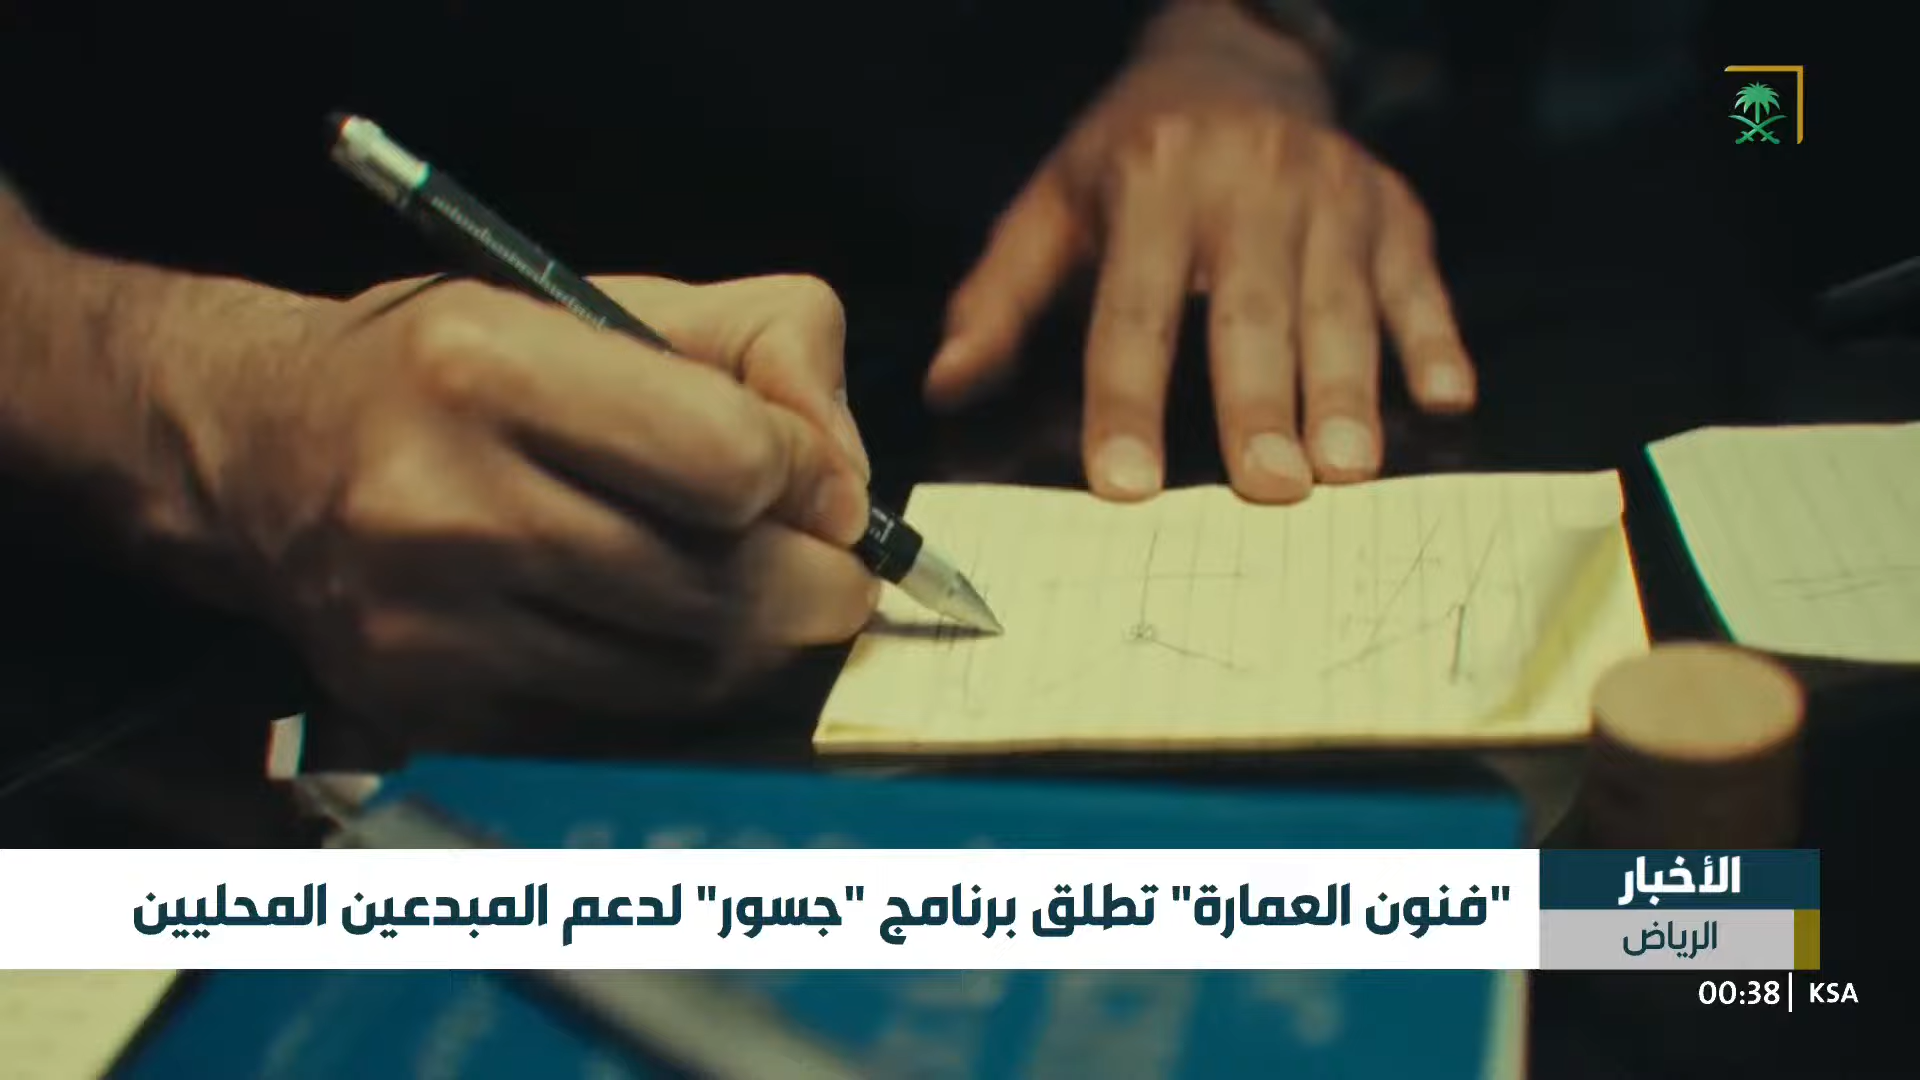 الأخبار
"فنون العمارة" تطلق برنامج "جسور" لدعم المبدعين المحليين
الرياض
00:38 | KSA